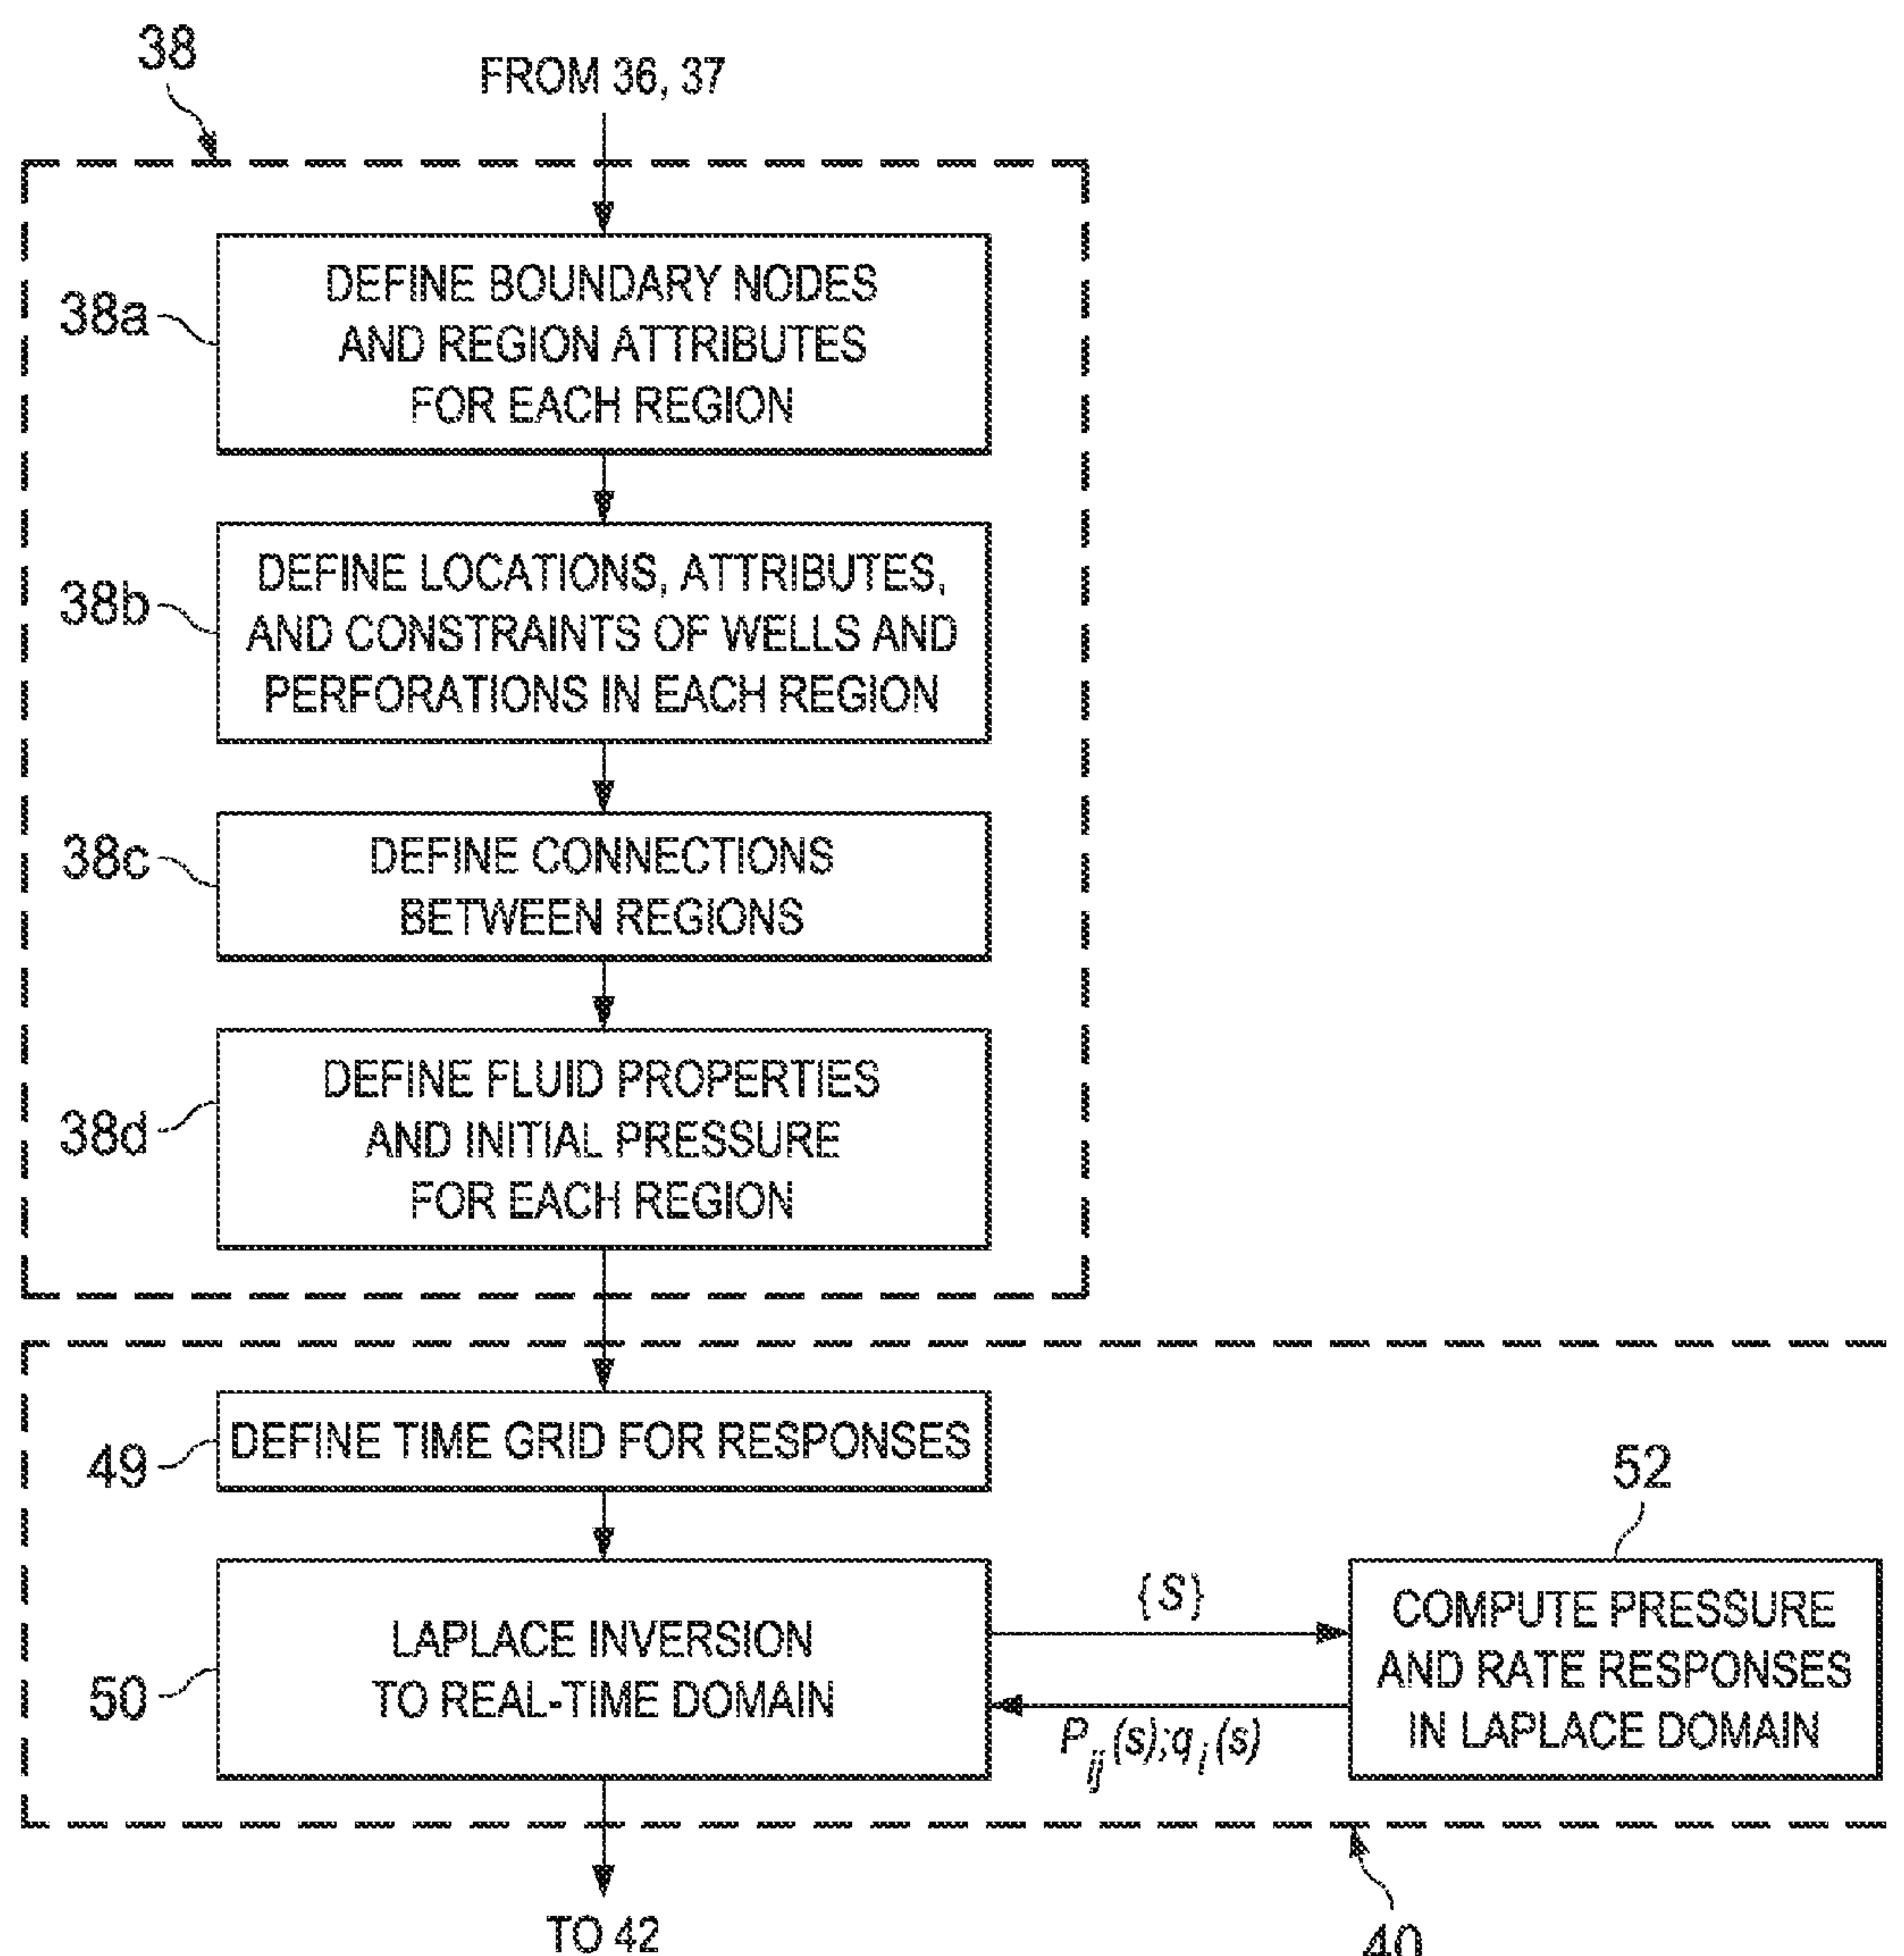 38
FROM 36, 37
38a
DEFINE BOUNDARY NODES
AND REGION ATTRIBUTES
FOR EACH REGION
38b
DEFINE LOCATIONS, ATTRIBUTES,
AND CONSTRAINTS OF WELLS AND
PERFORATIONS IN EACH REGION
38c
DEFINE CONNECTIONS
BETWEEN REGIONS
38d
DEFINE FLUID PROPERTIES
AND INITIAL PRESSURE
FOR EACH REGION
49
DEFINE TIME GRID FOR RESPONSES
50
LAPLACE INVERSION
TO REAL-TIME DOMAIN
{S}
P_ij(s);q_i(s)
52
COMPUTE PRESSURE
AND RATE RESPONSES
IN LAPLACE DOMAIN
TO 42
40